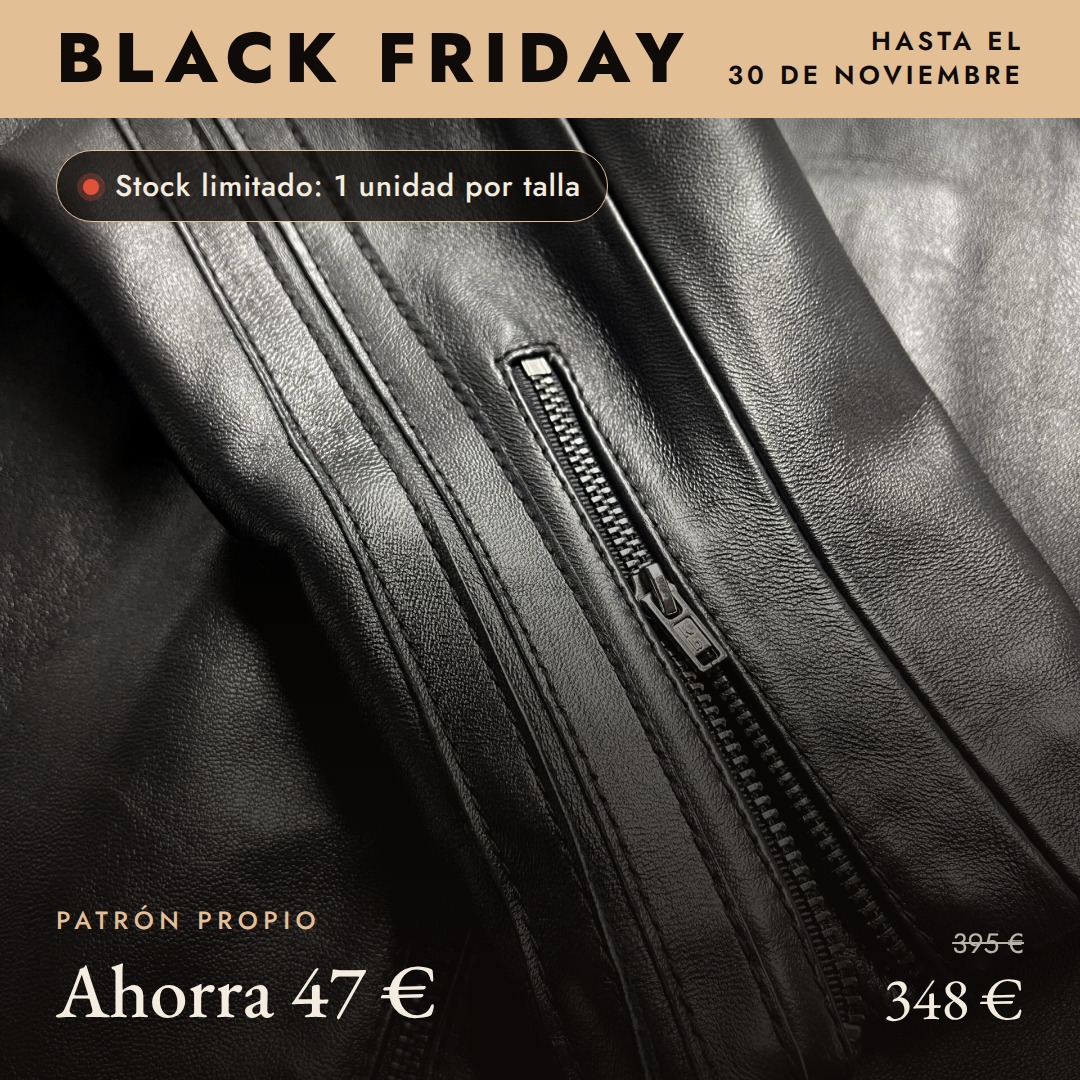 BLACK FRIDAY
HASTA EL
30 DE NOVIEMBRE
Stock limitado: 1 unidad por talla
PATRÓN PROPIO
Ahorra 47 €
395 €
348 €